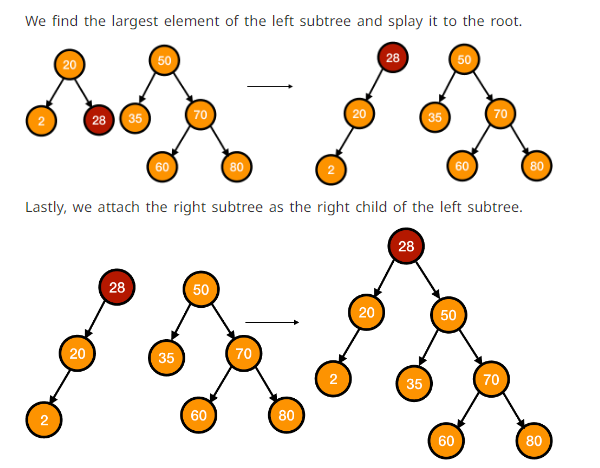 We find the largest element of the left subtree and splay it to the root.
20 50 28 50
2 28 35 70 20 35 70
60 80 2 60 80
Lastly, we attach the right subtree as the right child of the left subtree.
28
28 50
20 50
20 35 70
2 35 70
2 60 80
60 80